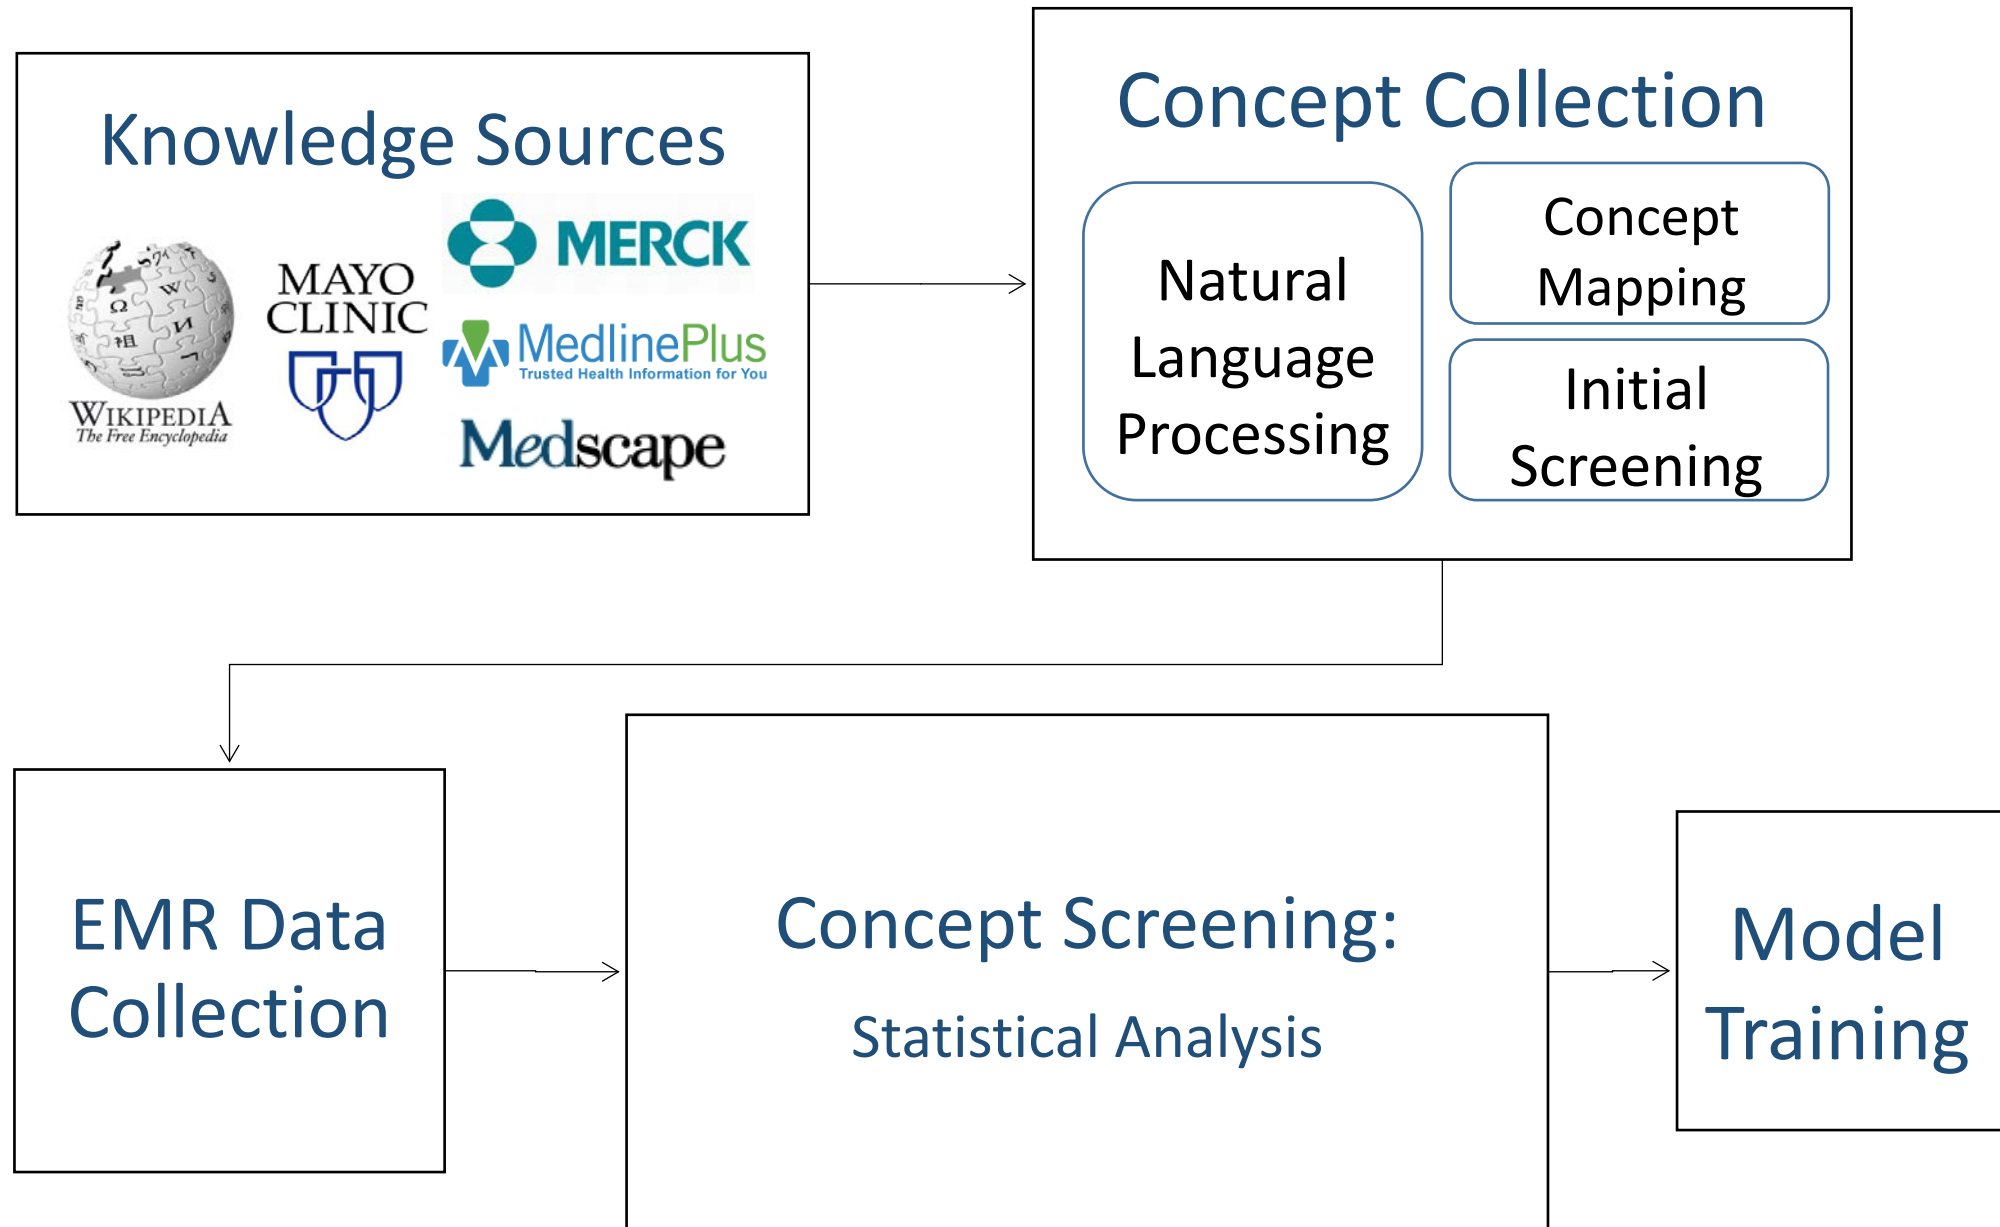 Knowledge Sources
WIKIPEDIA
The Free Encyclopedia
MAYO
CLINIC
MERCK
MedlinePlus
Trusted Health Information for You
Medscape
Concept Collection
Natural
Language
Processing
Concept
Mapping
Initial
Screening
EMR Data
Collection
Concept Screening:
Statistical Analysis
Model
Training